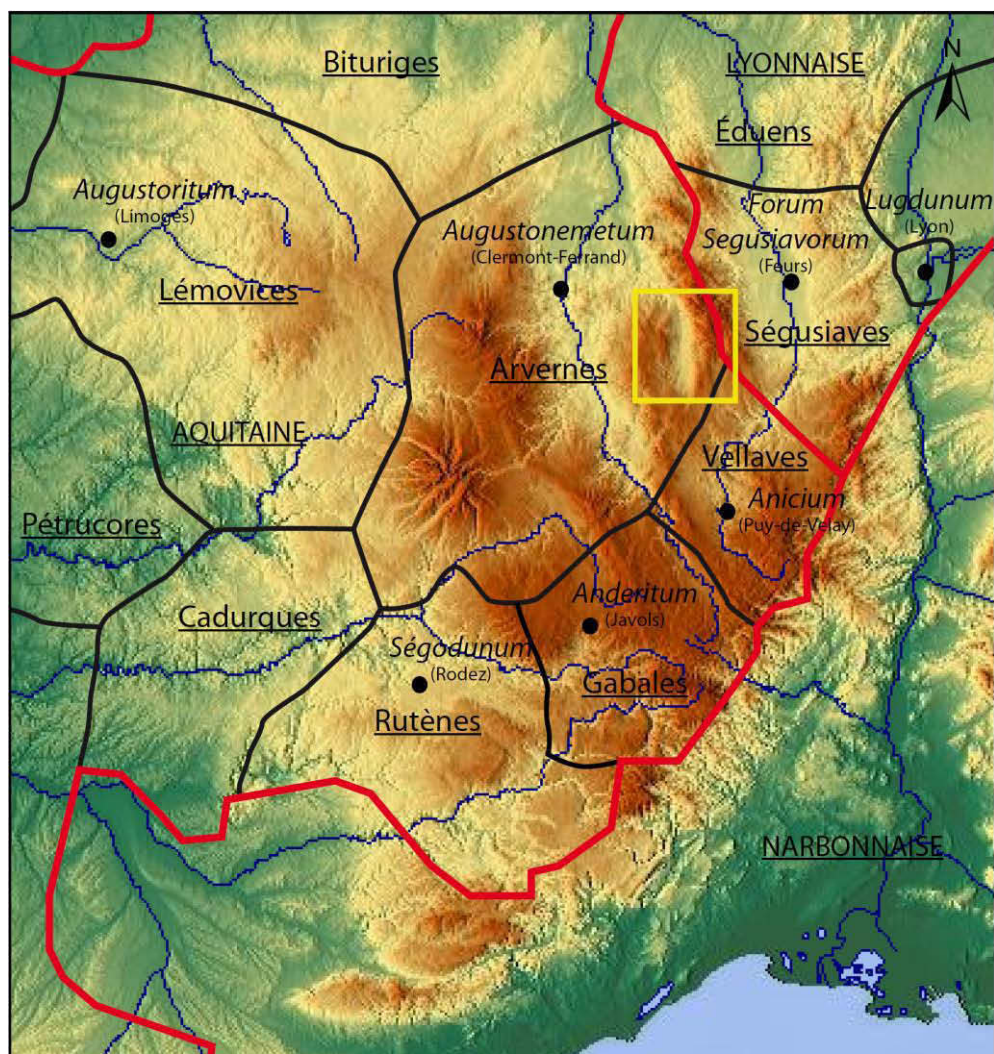 Bituriges
LYONNAISE
N
Éduens
Augustoritum
(Limoges)
Forum
Segusiavorum
(Feurs)
Lugdunum
(Lyon)
Augustonemetum
(Clermont-Ferrand)
Lémovices
Ségusiaves
Arvernes
AQUITAINE
Vellaves
Anicium
(Puy-de-Velay)
Pétrucores
Cadurques
Anderitum
(Javols)
Ségodunum
(Rodez)
Gabales
Rutènes
NARBONNAISE